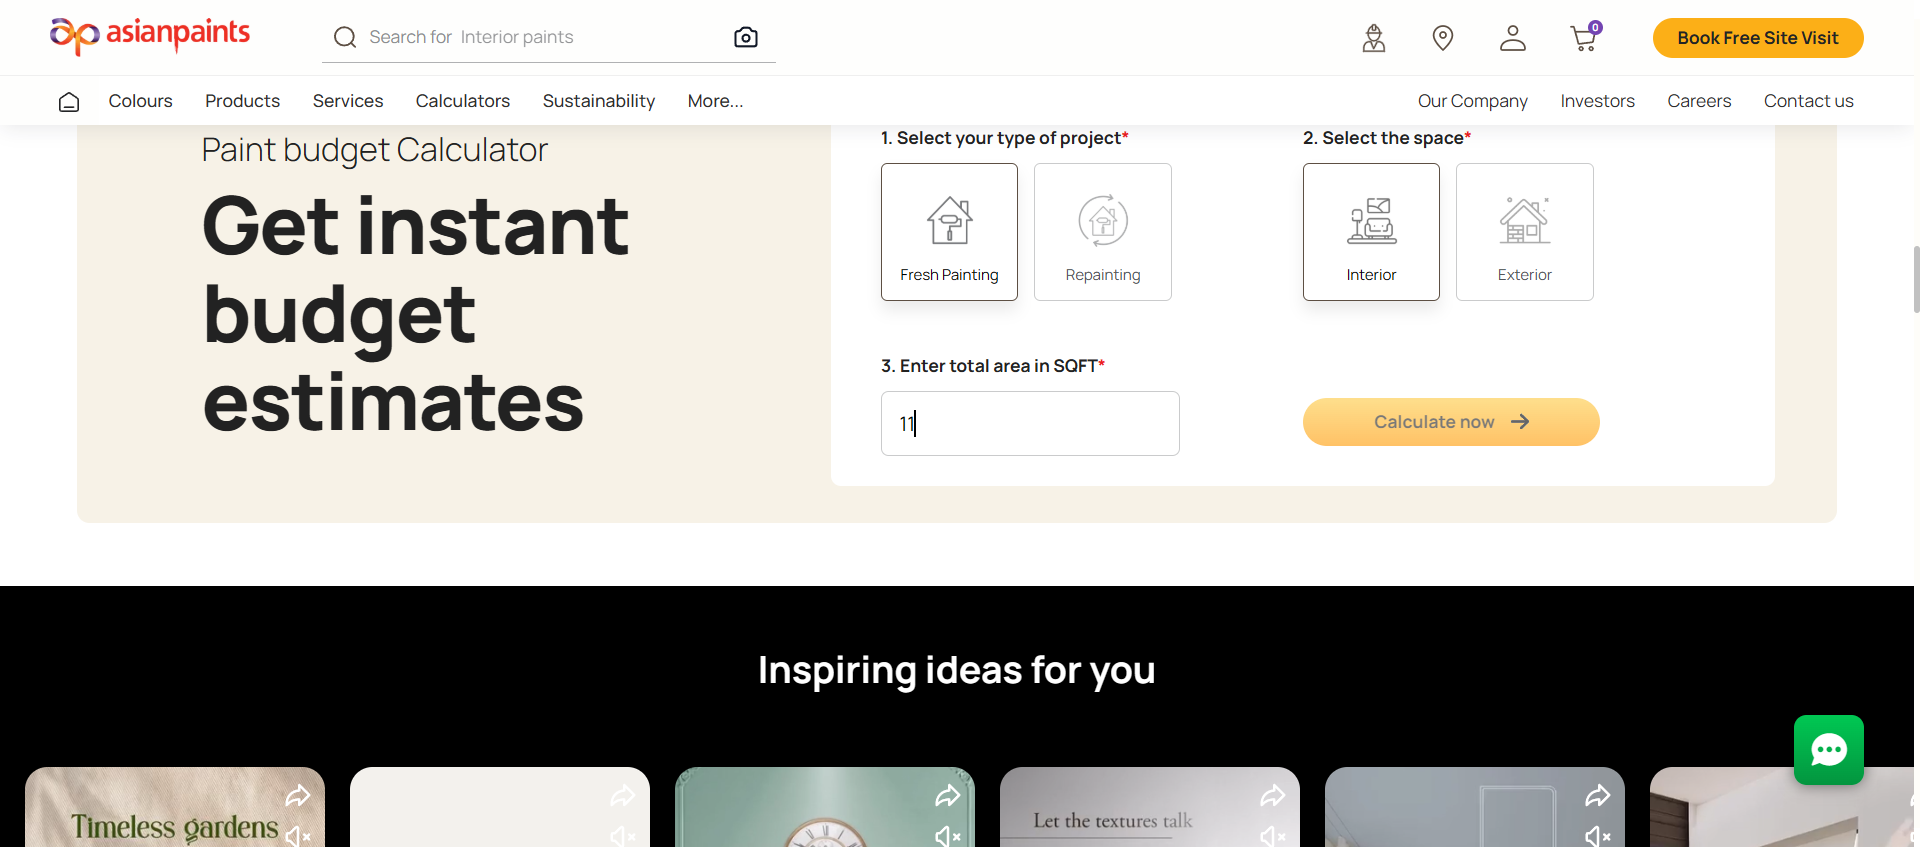 asianpaints
Search for Interior paints
0
Book Free Site Visit
Colours Products Services Calculators Sustainability More...
Our Company Investors Careers Contact us
Paint budget Calculator
Get instant
budget
estimates
1. Select your type of project*
Fresh Painting
Repainting
2. Select the space*
Interior
Exterior
3. Enter total area in SQFT*
11
Calculate now
Inspiring ideas for you
Timeless gardens
Let the textures talk